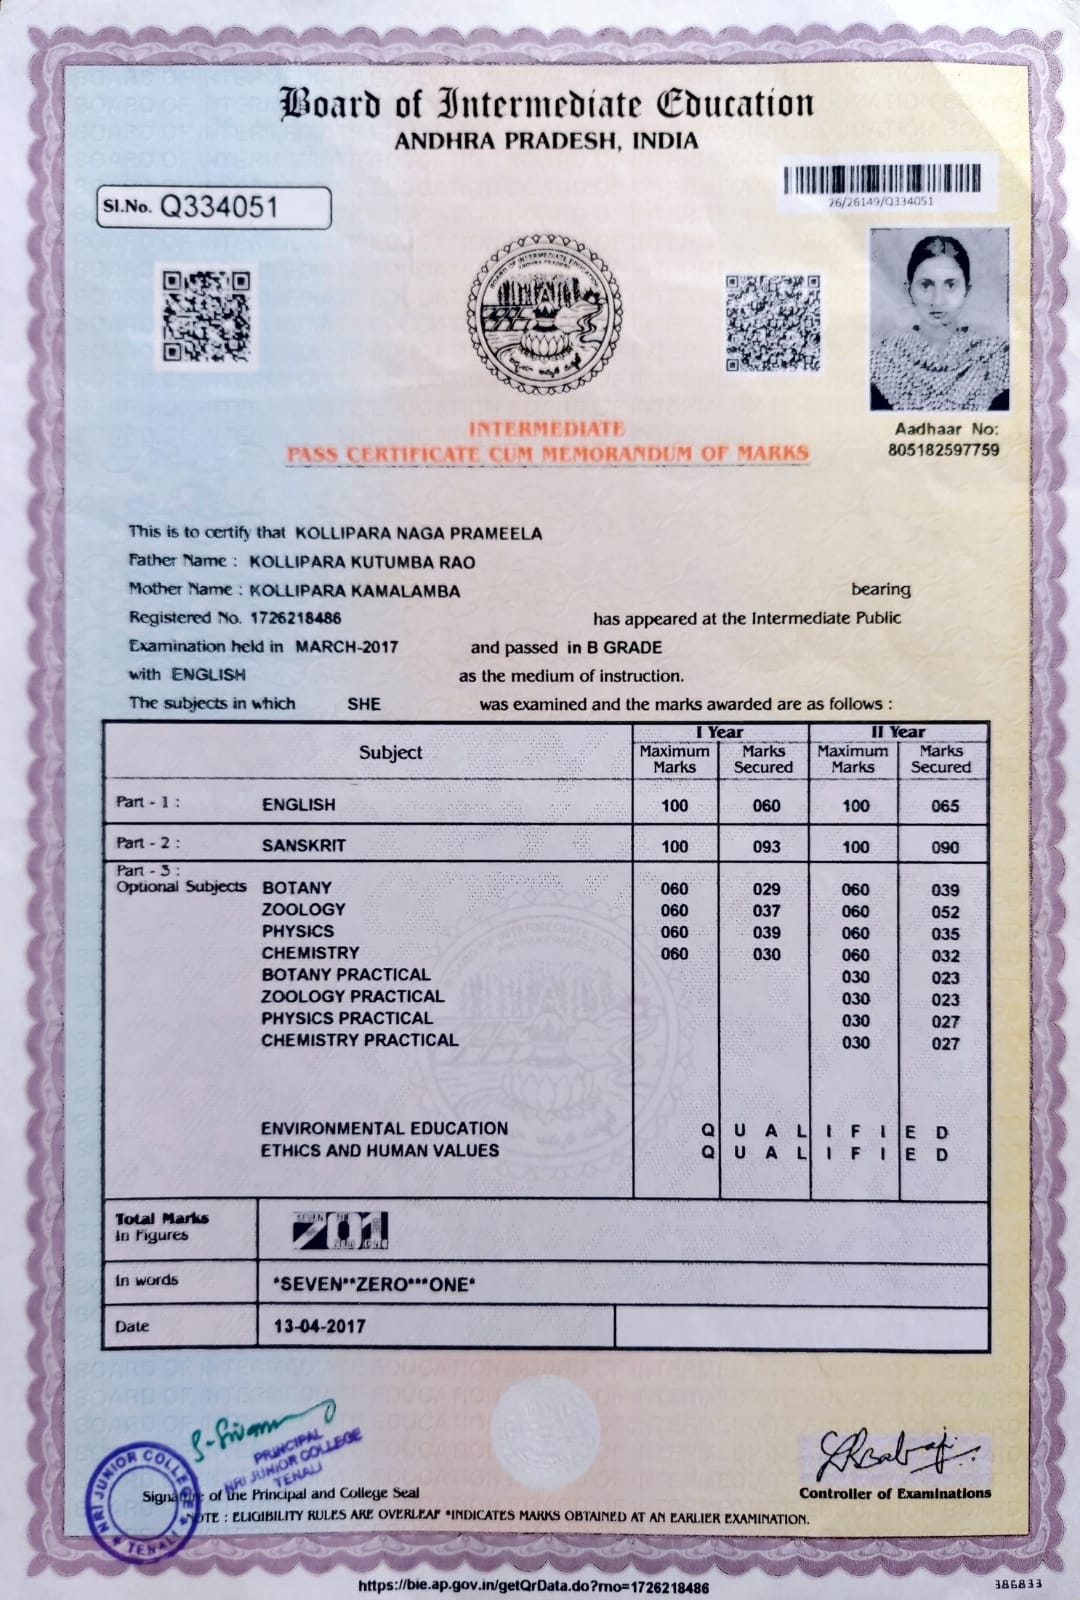 Board of Intermediate Education
ANDHRA PRADESH, INDIA
Sl.No. Q334051
26/26149/Q334051
BOARD OF INTERMEDIATE EDUCATION
ANDHRA PRADESH
Aadhaar No:
805182597759
INTERMEDIATE
PASS CERTIFICATE CUM MEMORANDUM OF MARKS
This is to certify that KOLLIPARA NAGA PRAMEELA
Father Name : KOLLIPARA KUTUMBA RAO
Mother Name : KOLLIPARA KAMALAMBA bearing
Registered No. 1726218486 has appeared at the Intermediate Public
Examination held in MARCH-2017 and passed in B GRADE
with ENGLISH as the medium of instruction.
The subjects in which SHE was examined and the marks awarded are as follows :
Subject I Year II Year
Maximum Marks Marks Secured Maximum Marks Marks Secured
Part - 1 : ENGLISH 100 060 100 065
Part - 2 : SANSKRIT 100 093 100 090
Part - 3 :
Optional Subjects BOTANY 060 029 060 039
ZOOLOGY 060 037 060 052
PHYSICS 060 039 060 035
CHEMISTRY 060 030 060 032
BOTANY PRACTICAL 030 023
ZOOLOGY PRACTICAL 030 023
PHYSICS PRACTICAL 030 027
CHEMISTRY PRACTICAL 030 027
ENVIRONMENTAL EDUCATION Q U A L I F I E D
ETHICS AND HUMAN VALUES Q U A L I F I E D
Total Marks
In Figures 701
In words *SEVEN**ZERO***ONE*
Date 13-04-2017
PRINCIPAL
NRI JUNIOR COLLEGE
TENALI
NRI JUNIOR COLLEGE
TENALI
Signature of the Principal and College Seal
Controller of Examinations
NOTE : ELIGIBILITY RULES ARE OVERLEAF *INDICATES MARKS OBTAINED AT AN EARLIER EXAMINATION.
https://bie.ap.gov.in/getQrData.do?rno=1726218486
386833